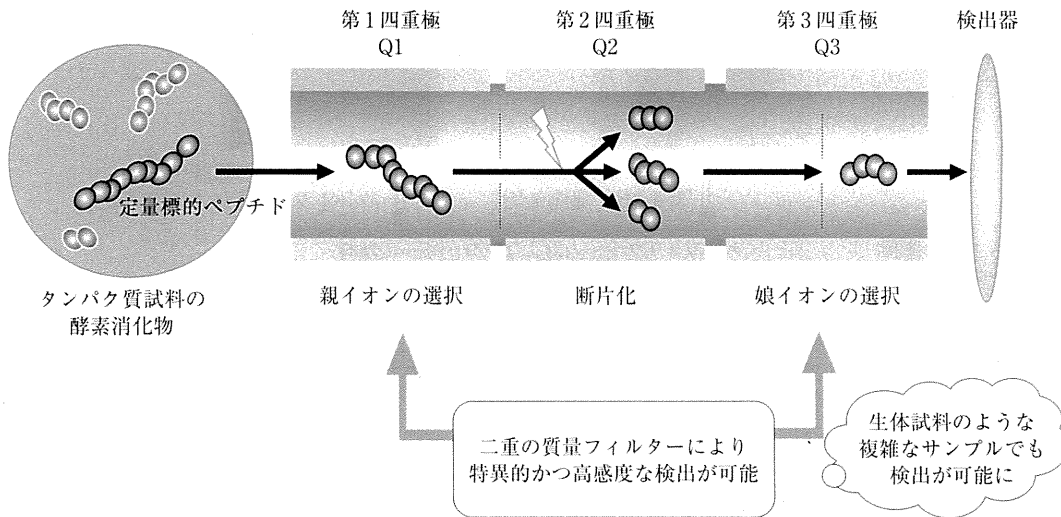 第1四重極
Q1
第2四重極
Q2
第3四重極
Q3
検出器
定量標的ペプチド
タンパク質試料の
酵素消化物
親イオンの選択
断片化
娘イオンの選択
二重の質量フィルターにより
特異的かつ高感度な検出が可能
生体試料のような
複雑なサンプルでも
検出が可能に